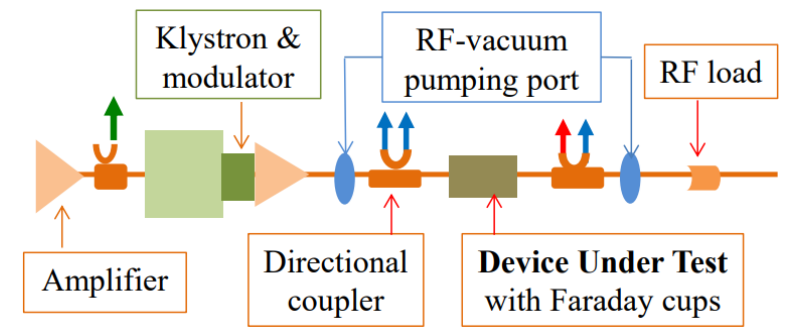 Klystron &
modulator
RF-vacuum
pumping port
RF load
Amplifier
Directional
coupler
Device Under Test
with Faraday cups